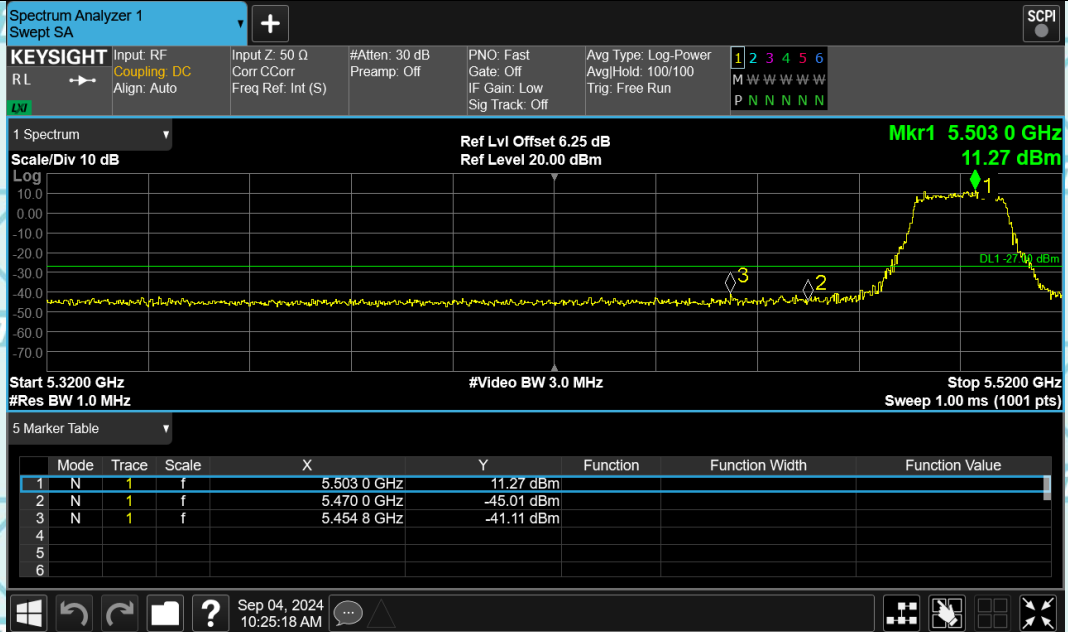 Spectrum Analyzer 1
Swept SA
SCPI
KEYSIGHT
R L
LXI
Input: RF
Coupling: DC
Align: Auto
Input Z: 50 Ω
Corr CCorr
Freq Ref: Int (S)
#Atten: 30 dB
Preamp: Off
PNO: Fast
Gate: Off
IF Gain: Low
Sig Track: Off
Avg Type: Log-Power
Avg|Hold: 100/100
Trig: Free Run
1 2 3 4 5 6
M W W W W W
P N N N N N
1 Spectrum
Scale/Div 10 dB
Ref Lvl Offset 6.25 dB
Ref Level 20.00 dBm
Mkr1 5.503 0 GHz
11.27 dBm
Log
10.0
0.00
-10.0
-20.0
-30.0
-40.0
-50.0
-60.0
-70.0
1
DL1 -27.00 dBm
3
2
Start 5.3200 GHz
#Video BW 3.0 MHz
Stop 5.5200 GHz
#Res BW 1.0 MHz
Sweep 1.00 ms (1001 pts)
5 Marker Table
Mode Trace Scale X Y Function Function Width Function Value
1 N 1 f 5.503 0 GHz 11.27 dBm
2 N 1 f 5.470 0 GHz -45.01 dBm
3 N 1 f 5.454 8 GHz -41.11 dBm
4
5
6
?
Sep 04, 2024
10:25:18 AM